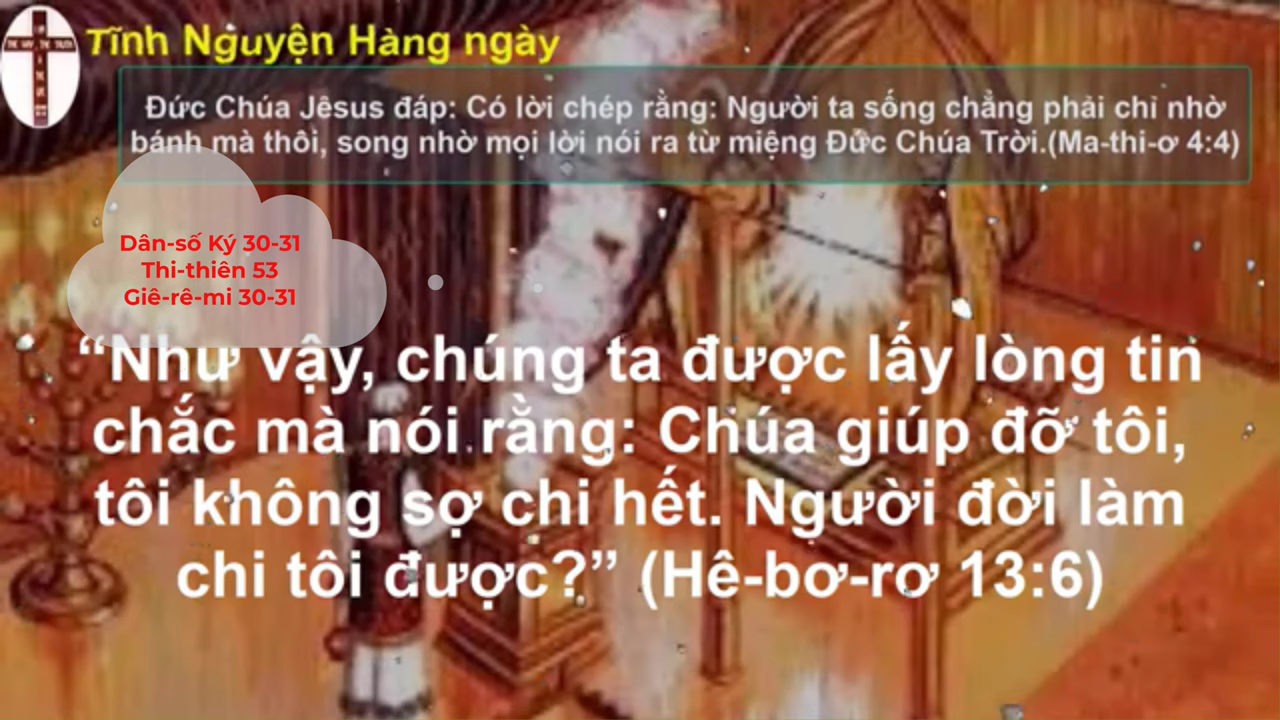 Tĩnh Nguyện Hàng ngày
Đức Chúa Jêsus đáp: Có lời chép rằng: Người ta sống chẳng phải chỉ nhờ
bánh mà thôi, song nhờ mọi lời nói ra từ miệng Đức Chúa Trời.(Ma-thi-ơ 4:4)
Dân-số Ký 30-31
Thi-thiên 53
Giê-rê-mi 30-31
“Như vậy, chúng ta được lấy lòng tin
chắc mà nói rằng: Chúa giúp đỡ tôi,
tôi không sợ chi hết. Người đời làm
chi tôi được?” (Hê-bơ-rơ 13:6)